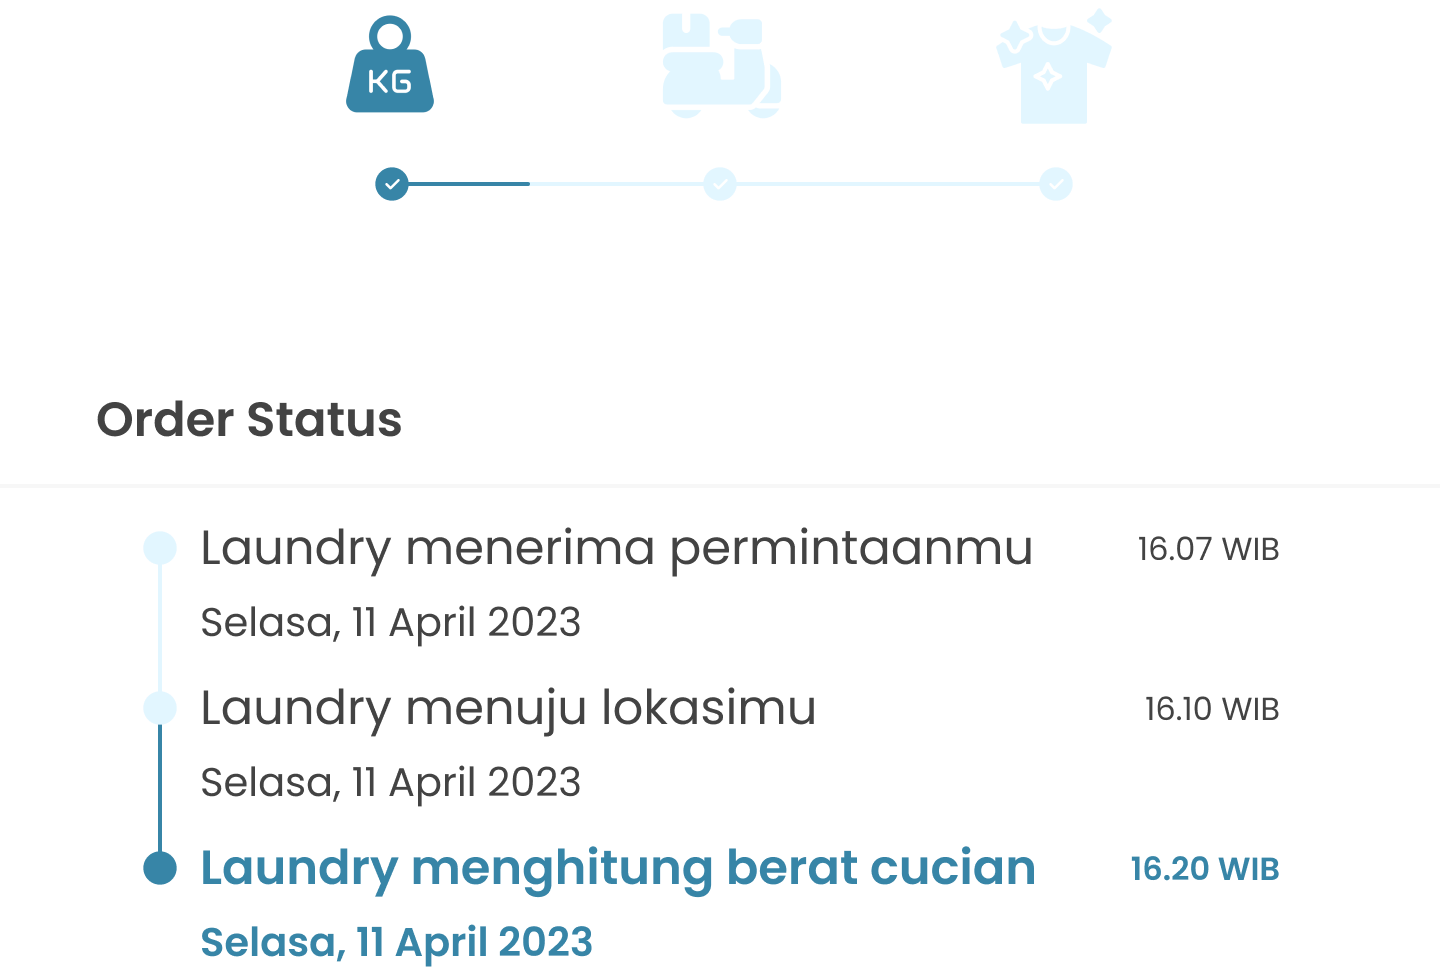 KG
Order Status
Laundry menerima permintaanmu 16.07 WIB
Selasa, 11 April 2023
Laundry menuju lokasimu 16.10 WIB
Selasa, 11 April 2023
Laundry menghitung berat cucian 16.20 WIB
Selasa, 11 April 2023